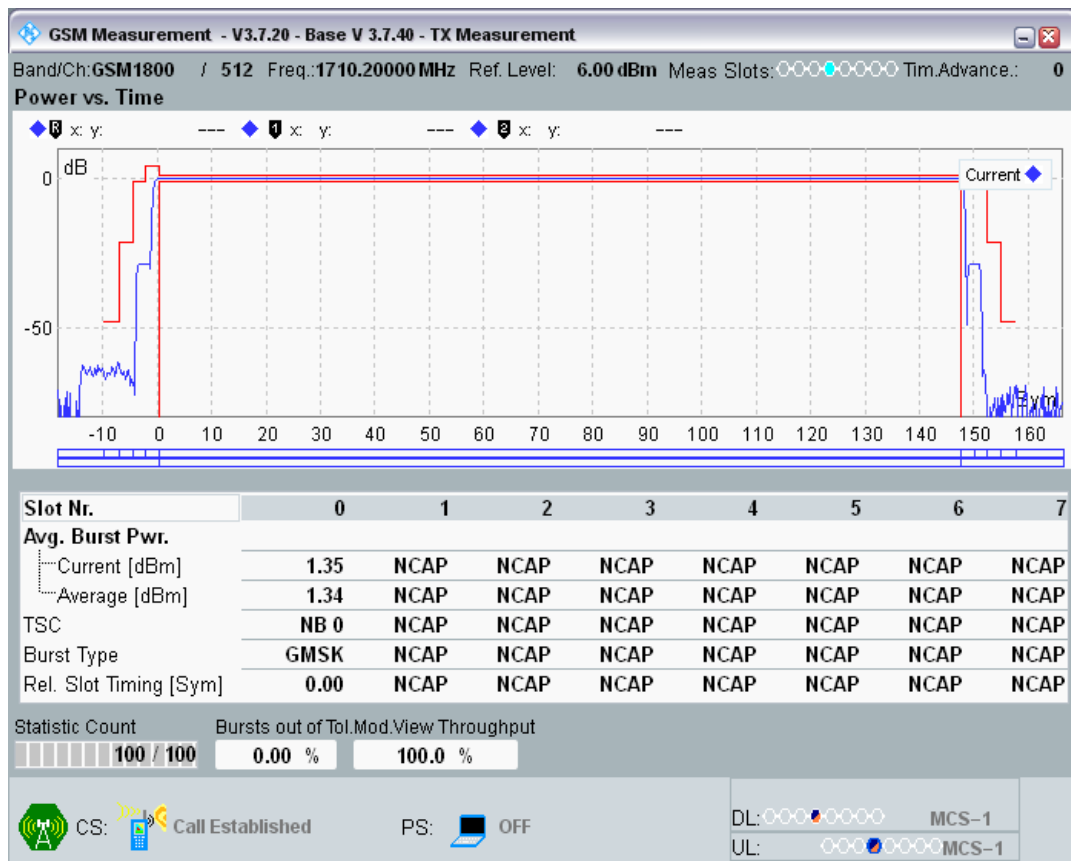 GSM Measurement - V3.7.20 - Base V 3.7.40 - TX Measurement
Band/Ch:GSM1800 / 512 Freq.:1710.20000 MHz Ref. Level: 6.00 dBm Meas Slots: Tim.Advance.: 0
Power vs. Time
R x: y: --- 1 x: y: --- 2 x: y: ---
dB
Current
0
-50
Sym
-10 0 10 20 30 40 50 60 70 80 90 100 110 120 130 140 150 160
Slot Nr. 0 1 2 3 4 5 6 7
Avg. Burst Pwr.
Current [dBm] 1.35 NCAP NCAP NCAP NCAP NCAP NCAP NCAP
Average [dBm] 1.34 NCAP NCAP NCAP NCAP NCAP NCAP NCAP
TSC NB 0 NCAP NCAP NCAP NCAP NCAP NCAP NCAP
Burst Type GMSK NCAP NCAP NCAP NCAP NCAP NCAP NCAP
Rel. Slot Timing [Sym] 0.00 NCAP NCAP NCAP NCAP NCAP NCAP NCAP
Statistic Count Bursts out of Tol. Mod.View Throughput
100 / 100 0.00 % 100.0 %
CS: Call Established PS: OFF
DL: MCS-1
UL: MCS-1